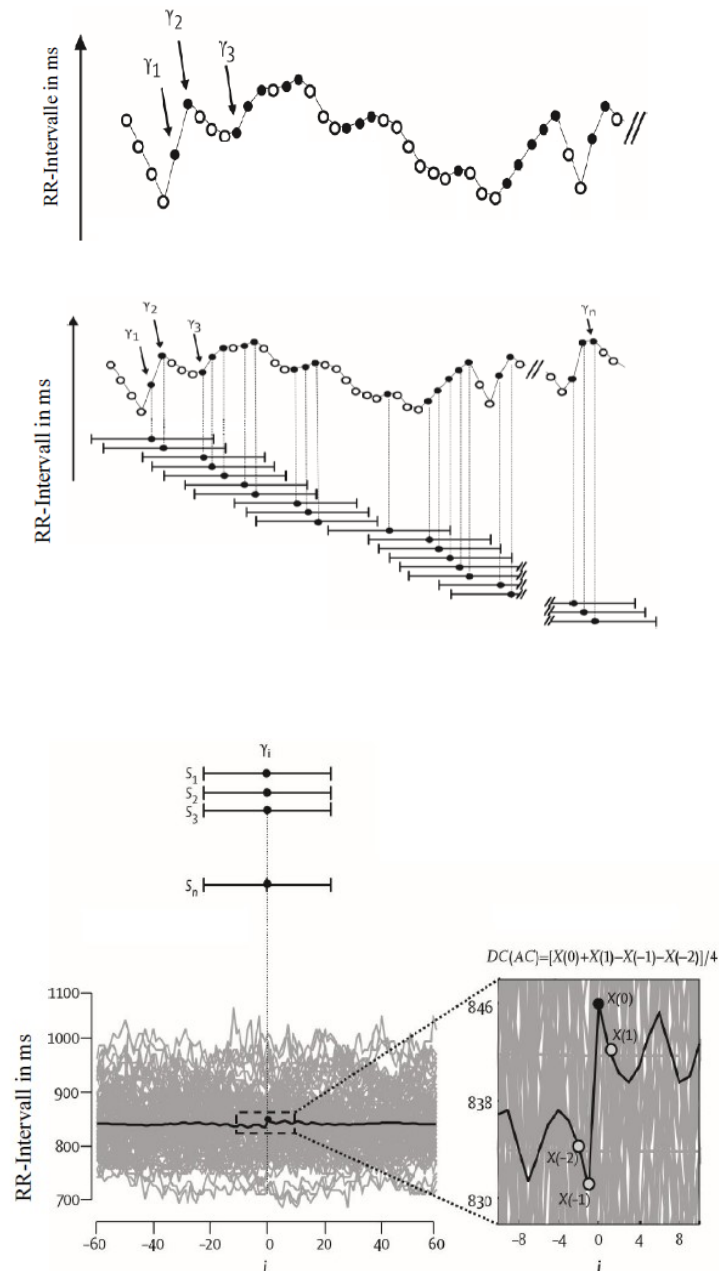 RR-Intervalle in ms
γ1
γ2
γ3
RR-Intervall in ms
γ1
γ2
γ3
γn
γi
S1
S2
S3
Sn
DC(AC)=[X(0)+X(1)−X(−1)−X(−2)]/4
RR-Intervall in ms
1100
1000
900
800
700
−60
−40
−20
0
20
40
60
i
846
838
830
X(0)
X(1)
X(−2)
X(−1)
−8
−4
0
4
8
i